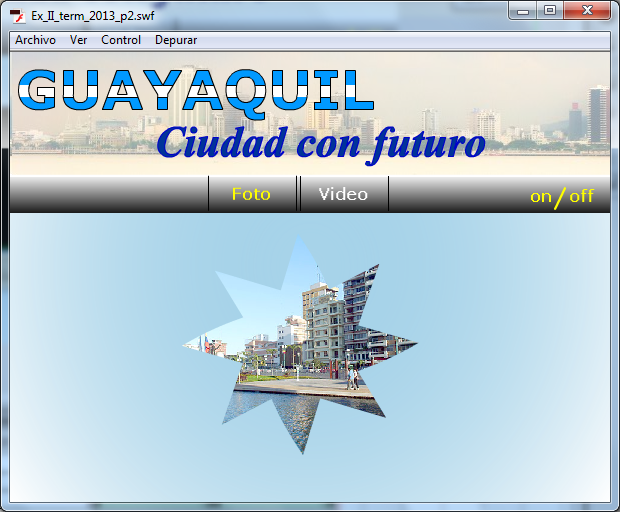 Ex_II_term_2013_p2.swf
Archivo Ver Control Depurar
GUAYAQUIL
Ciudad con futuro
Foto Video on/off